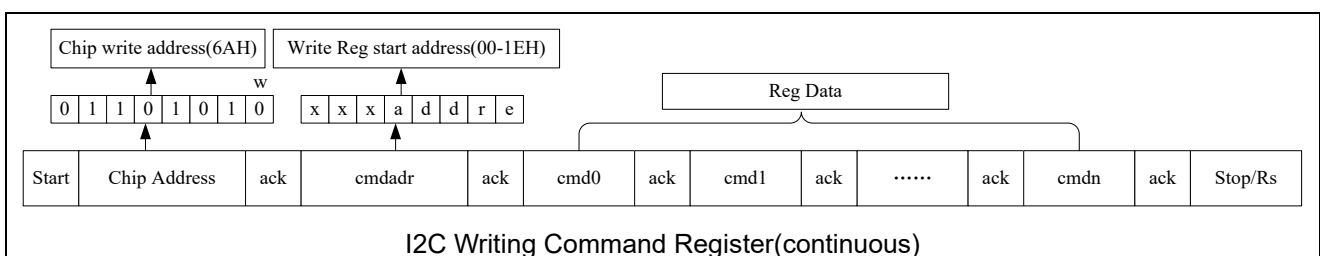 Chip write address(6AH) Write Reg start address(00-1EH)
w
Reg Data
0 1 1 0 1 0 1 0 x x x a d d r e
Start Chip Address ack cmdadr ack cmd0 ack cmd1 ack ······ ack cmdn ack Stop/Rs
I2C Writing Command Register(continuous)